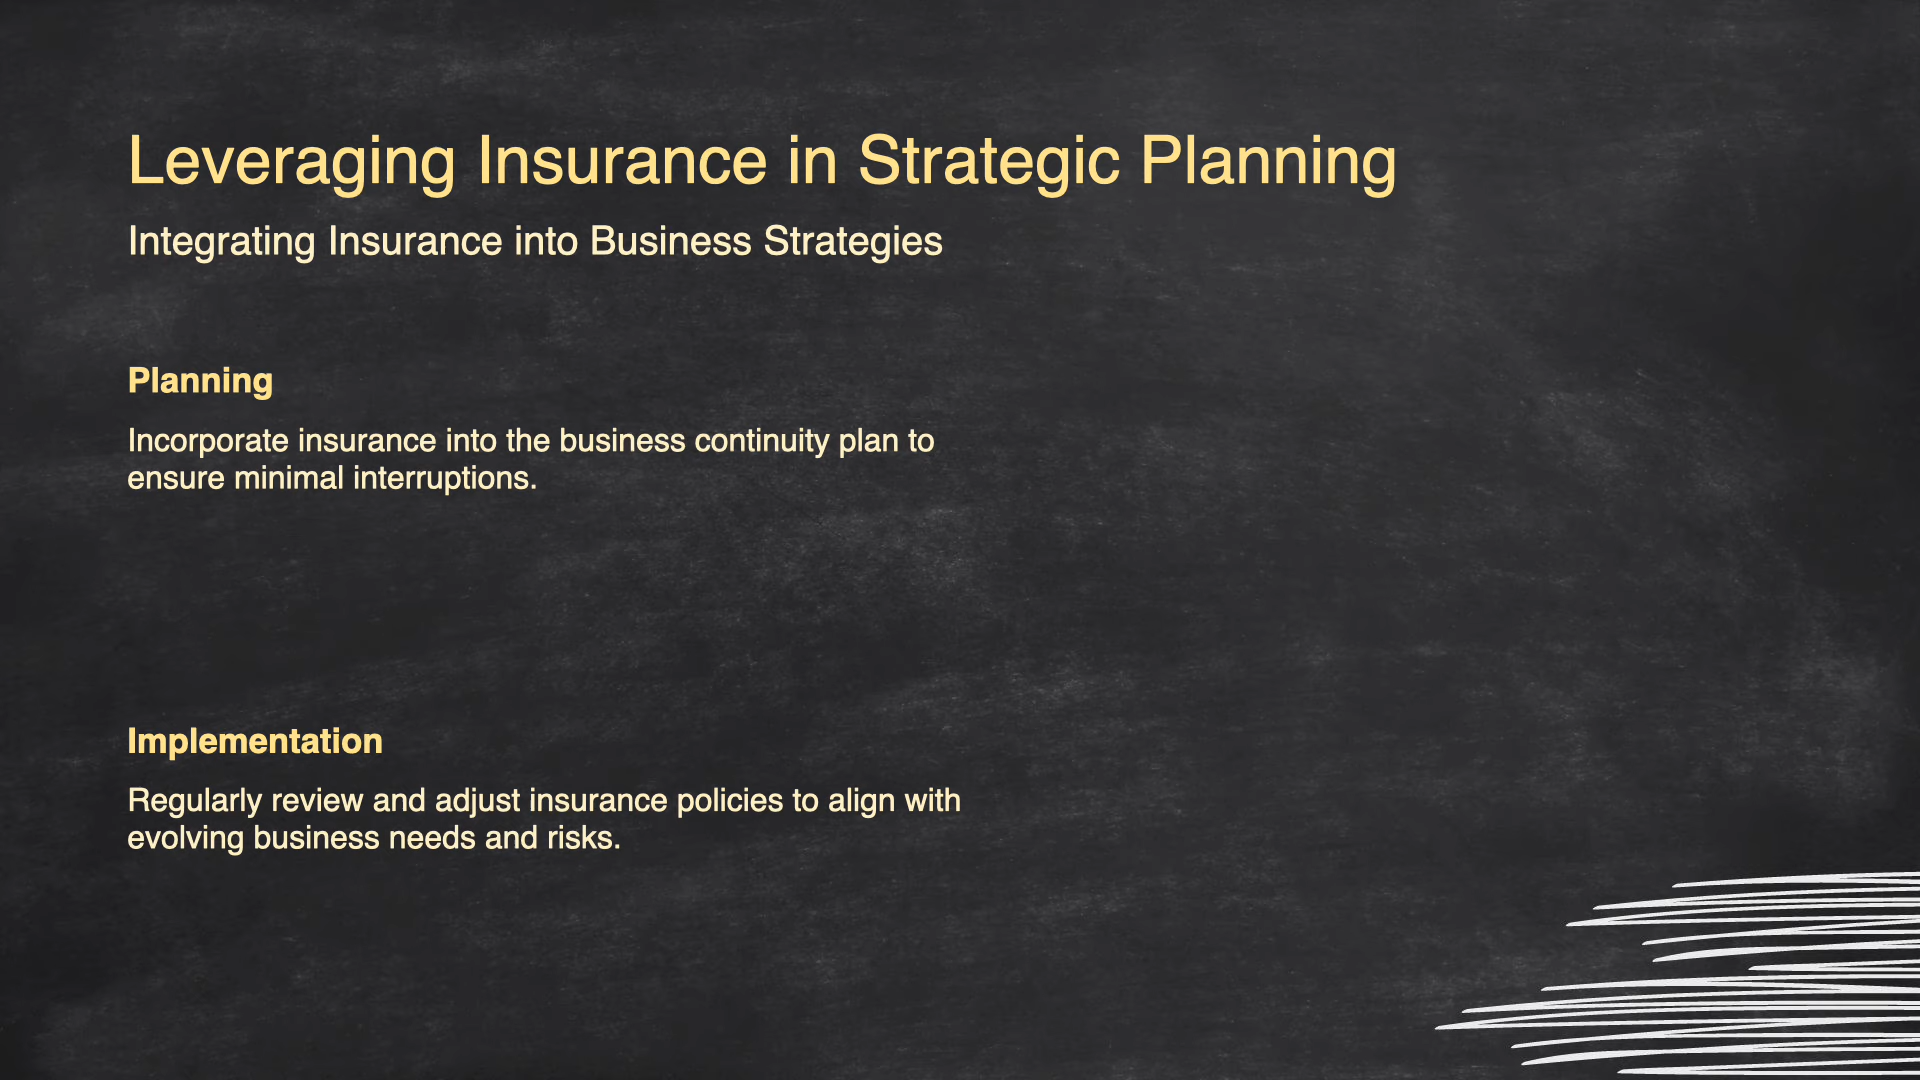 Leveraging Insurance in Strategic Planning
Integrating Insurance into Business Strategies
Planning
Incorporate insurance into the business continuity plan to
ensure minimal interruptions.
Implementation
Regularly review and adjust insurance policies to align with
evolving business needs and risks.